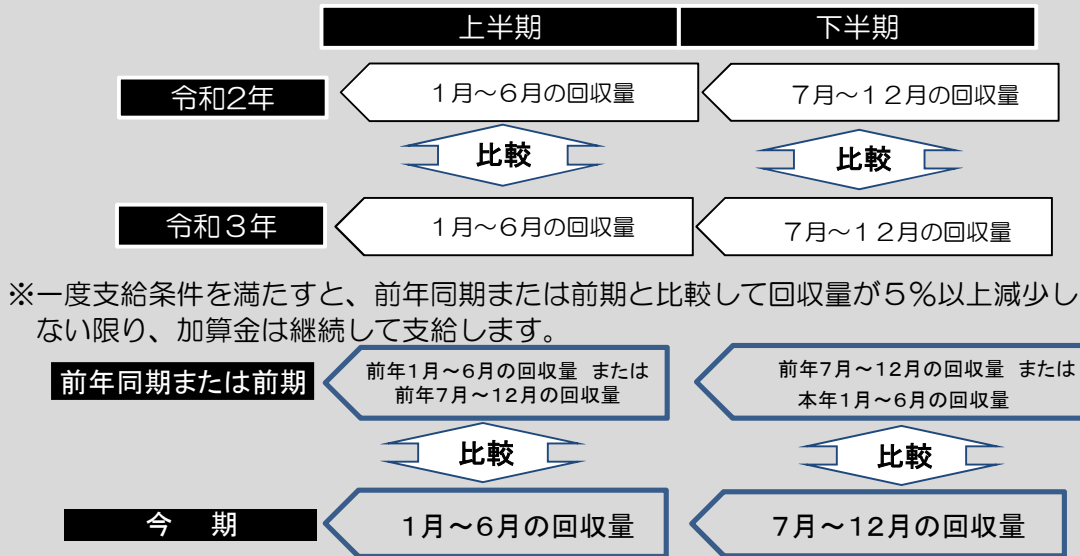 上半期 下半期
令和2年 1月～6月の回収量 7月～12月の回収量
比較 比較
令和3年 1月～6月の回収量 7月～12月の回収量
※一度支給条件を満たすと、前年同期または前期と比較して回収量が5%以上減少し
ない限り、加算金は継続して支給します。
前年同期または前期
前年1月～6月の回収量 または
前年7月～12月の回収量
前年7月～12月の回収量 または
本年1月～6月の回収量
比較 比較
今 期 1月～6月の回収量 7月～12月の回収量